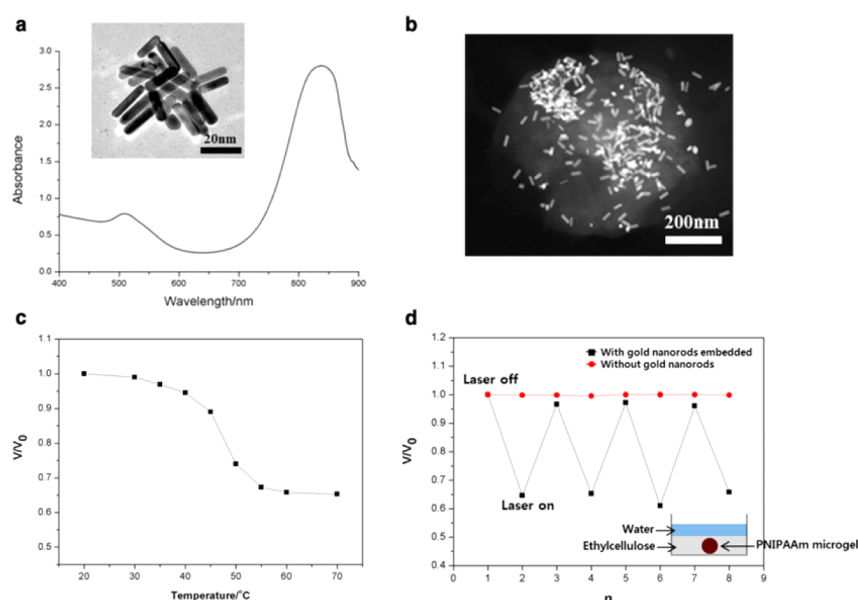 a
3.0
2.5
2.0
1.5
1.0
0.5
0.0
Absorbance
400
500
600
700
800
900
Wavelength/nm
20nm
b
200nm
c
1.1
1.0
0.9
0.8
0.7
0.6
0.5
V/V0
20
30
40
50
60
70
Temperature/°C
d
1.2
1.1
1.0
0.9
0.8
0.7
0.6
0.5
0.4
V/V0
With gold nanorods embedded
Without gold nanorods
Laser off
Laser on
Water
Ethylcellulose
PNIPAAm microgel
0
1
2
3
4
5
6
7
8
9
n